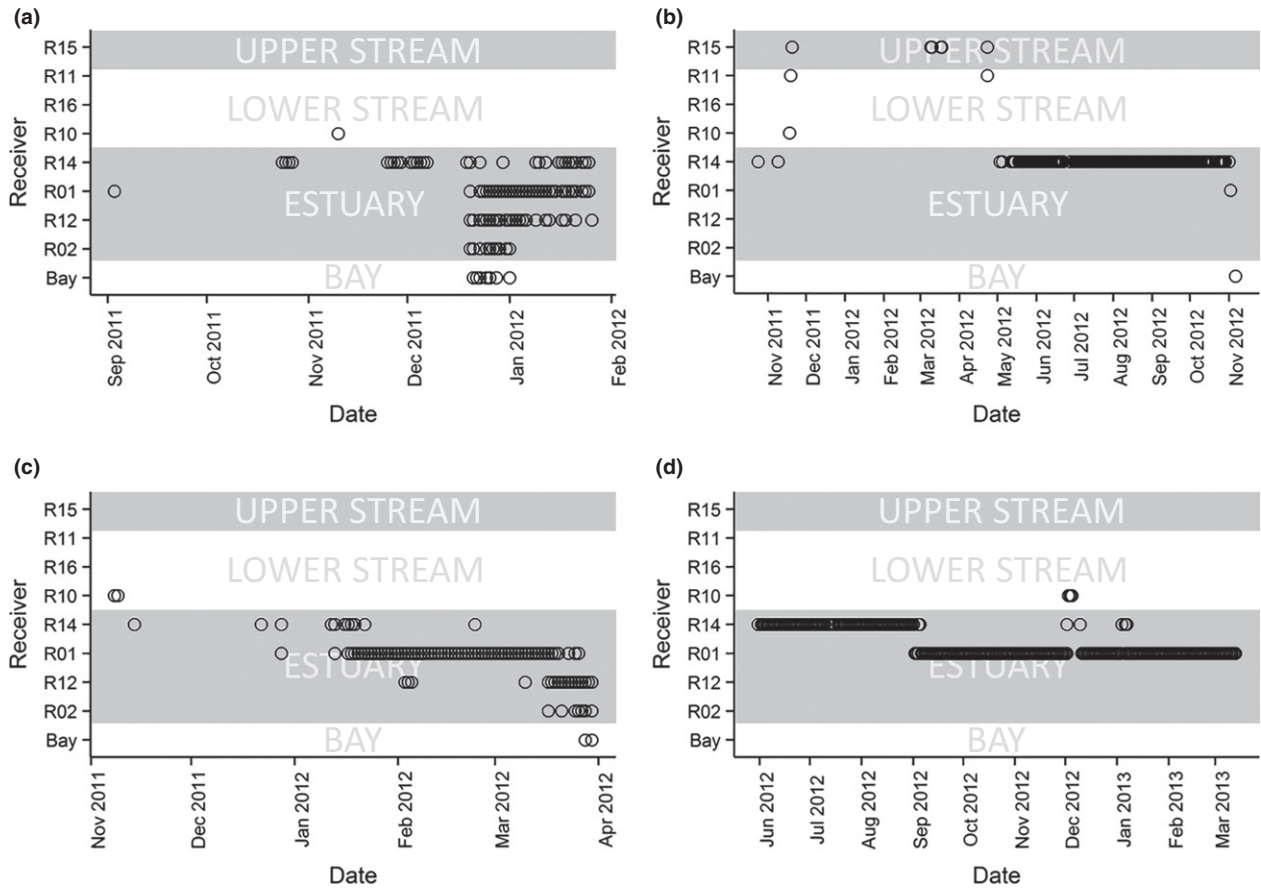 (a)
R15
UPPER STREAM
R11
R16
LOWER STREAM
R10
R14
R01
ESTUARY
R12
R02
Bay
BAY
Receiver
Sep 2011
Oct 2011
Nov 2011
Dec 2011
Jan 2012
Feb 2012
Date
(b)
R15
UPPER STREAM
R11
R16
LOWER STREAM
R10
R14
R01
ESTUARY
R12
R02
Bay
BAY
Receiver
Nov 2011
Dec 2011
Jan 2012
Feb 2012
Mar 2012
Apr 2012
May 2012
Jun 2012
Jul 2012
Aug 2012
Sep 2012
Oct 2012
Nov 2012
Date
(c)
R15
UPPER STREAM
R11
R16
LOWER STREAM
R10
R14
R01
ESTUARY
R12
R02
Bay
BAY
Receiver
Nov 2011
Dec 2011
Jan 2012
Feb 2012
Mar 2012
Apr 2012
Date
(d)
R15
UPPER STREAM
R11
R16
LOWER STREAM
R10
R14
R01
ESTUARY
R12
R02
Bay
BAY
Receiver
Jun 2012
Jul 2012
Aug 2012
Sep 2012
Oct 2012
Nov 2012
Dec 2012
Jan 2013
Feb 2013
Mar 2013
Date